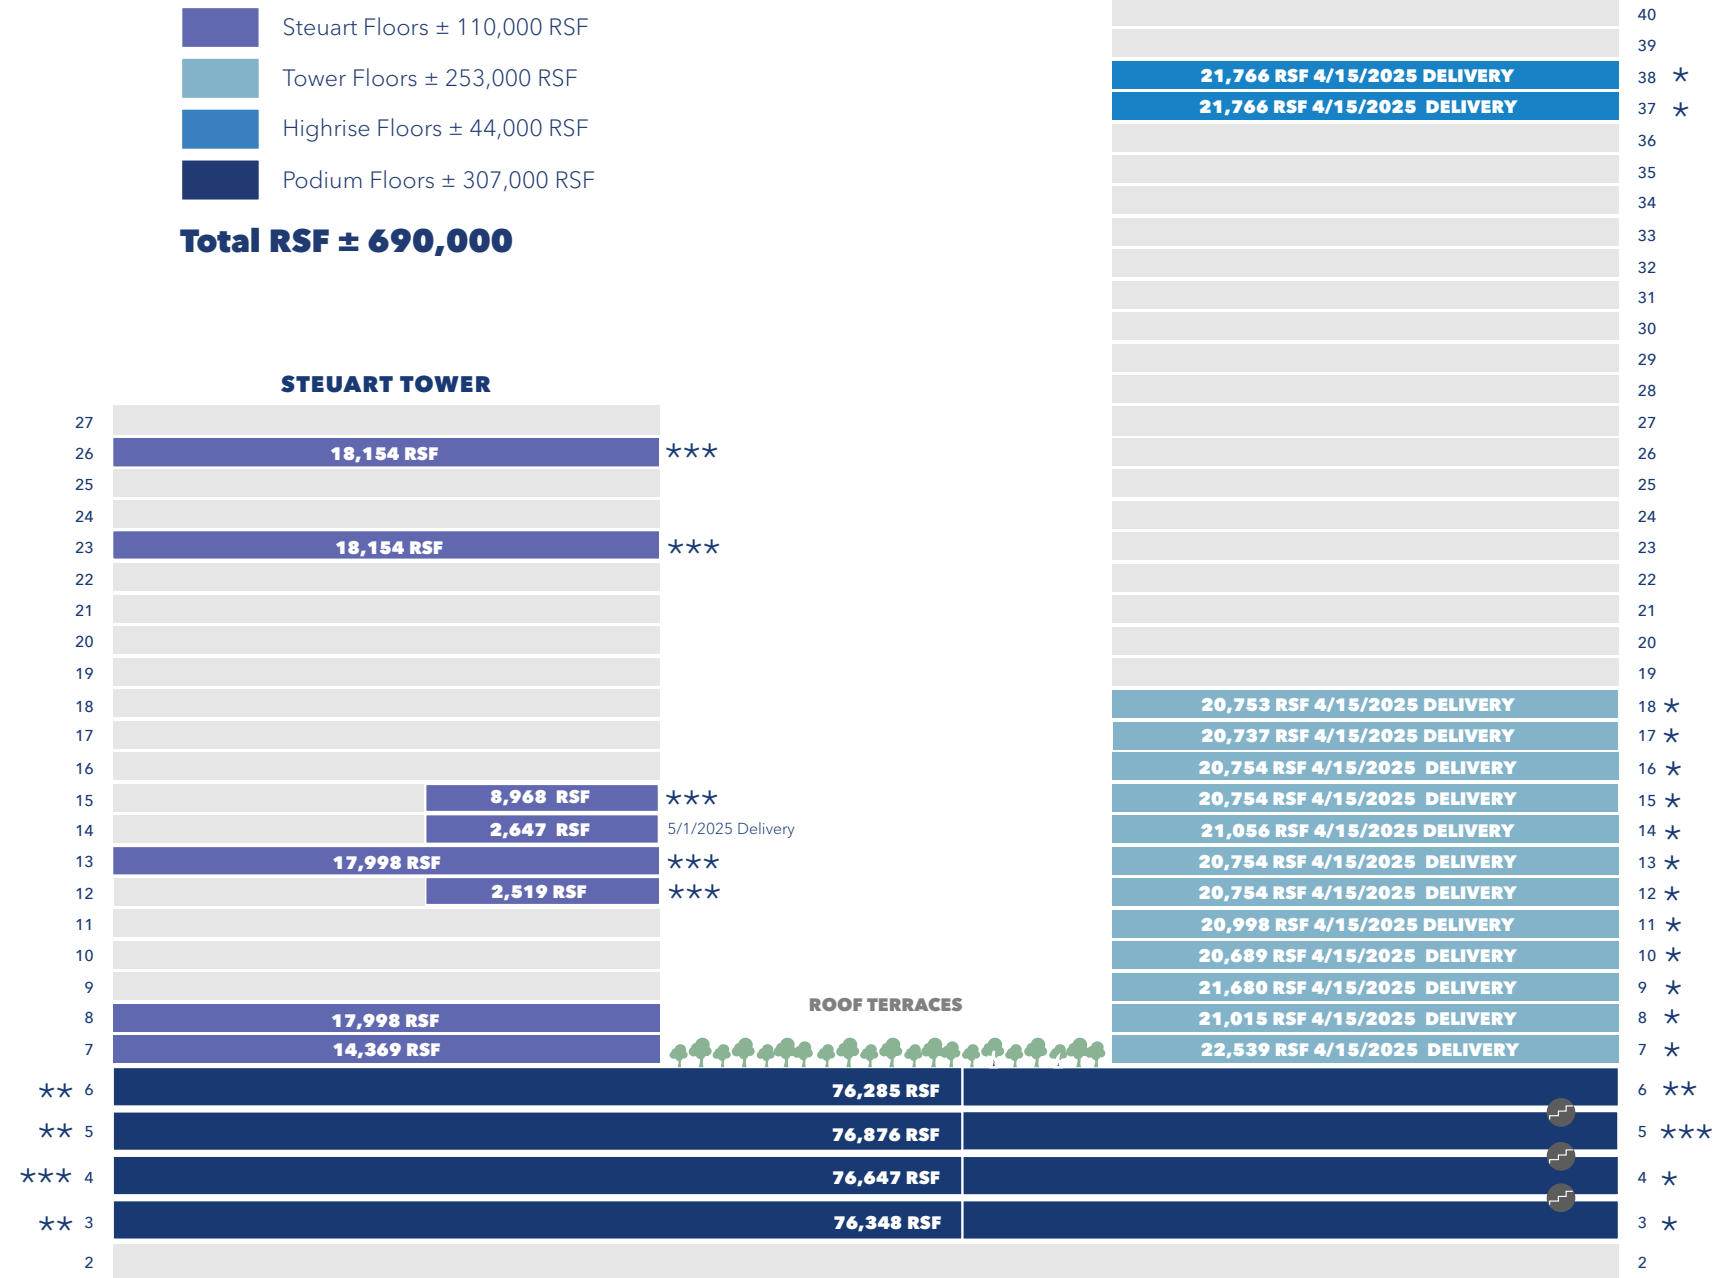 Steuart Floors ± 110,000 RSF
Tower Floors ± 253,000 RSF
Highrise Floors ± 44,000 RSF
Podium Floors ± 307,000 RSF
Total RSF ± 690,000
40
39
21,766 RSF 4/15/2025 DELIVERY 38 *
21,766 RSF 4/15/2025 DELIVERY 37 *
36
35
34
33
32
31
30
29
28
27
26
25
24
23
22
21
20
19
20,753 RSF 4/15/2025 DELIVERY 18 *
20,737 RSF 4/15/2025 DELIVERY 17 *
20,754 RSF 4/15/2025 DELIVERY 16 *
20,754 RSF 4/15/2025 DELIVERY 15 *
21,056 RSF 4/15/2025 DELIVERY 14 *
20,754 RSF 4/15/2025 DELIVERY 13 *
20,754 RSF 4/15/2025 DELIVERY 12 *
20,998 RSF 4/15/2025 DELIVERY 11 *
20,689 RSF 4/15/2025 DELIVERY 10 *
21,680 RSF 4/15/2025 DELIVERY 9 *
21,015 RSF 4/15/2025 DELIVERY 8 *
22,539 RSF 4/15/2025 DELIVERY 7 *
STEUART TOWER
27
26 18,154 RSF ***
25
24
23 18,154 RSF ***
22
21
20
19
18
17
16
15 8,968 RSF ***
14 2,647 RSF 5/1/2025 Delivery
13 17,998 RSF ***
12 2,519 RSF ***
11
10
9
8 17,998 RSF
7 14,369 RSF
ROOF TERRACES
** 6 76,285 RSF 6 **
** 5 76,876 RSF 5 ***
*** 4 76,647 RSF 4 *
** 3 76,348 RSF 3 *
2 2